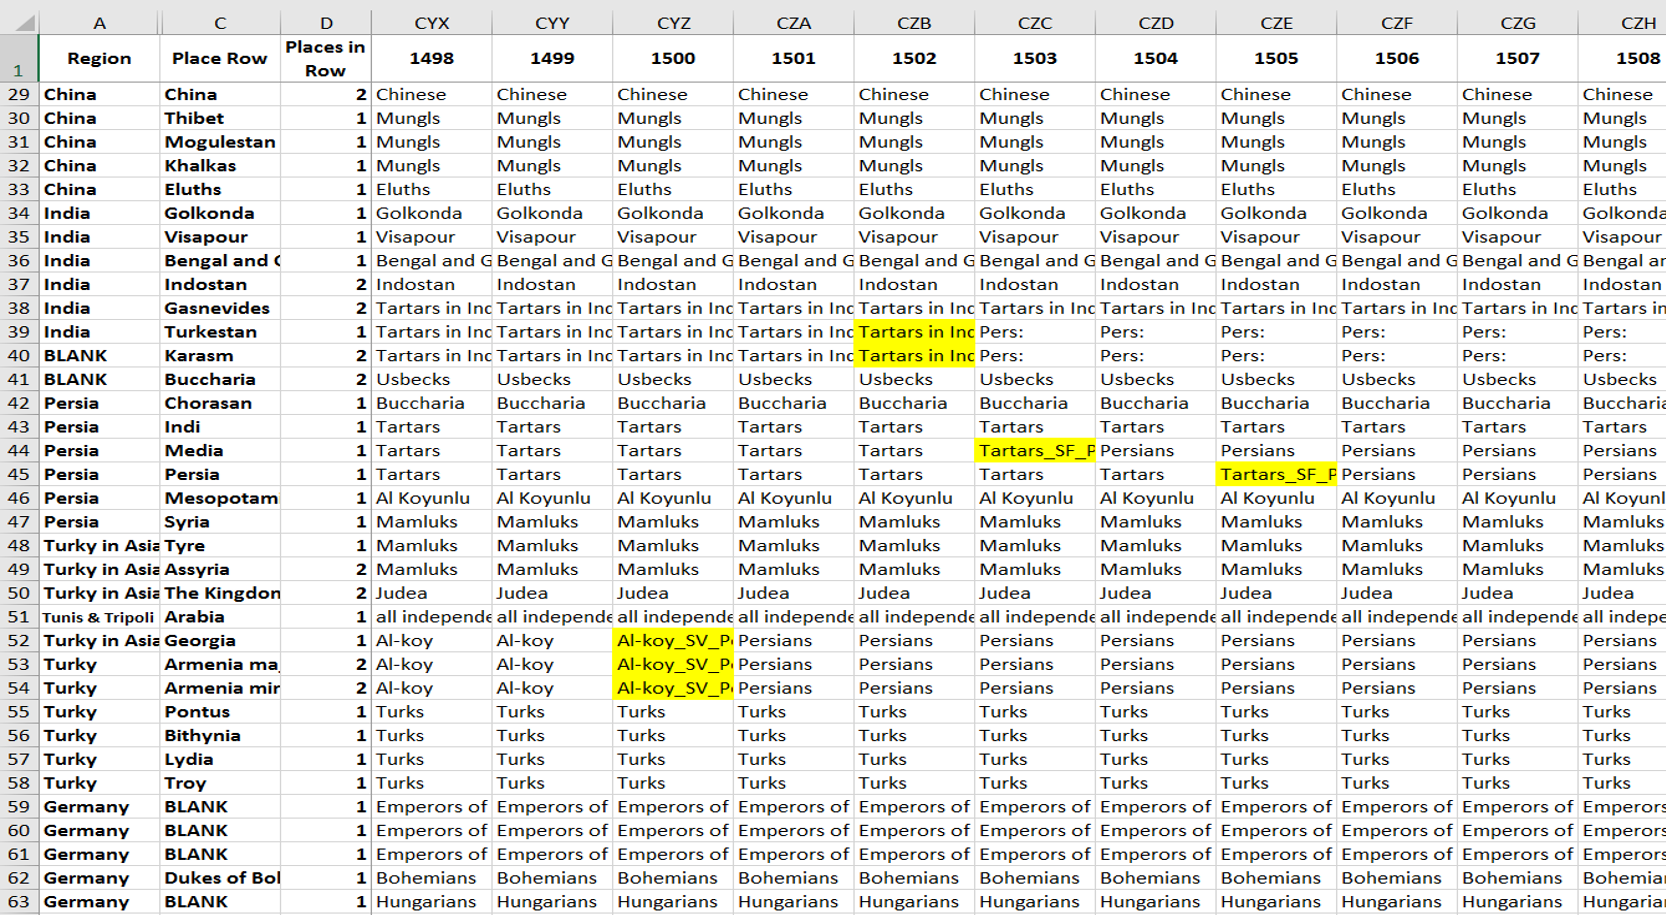 A C D CYX CYY CYZ CZA CZB CZC CZD CZE CZF CZG CZH
1 Region Place Row Places in Row 1498 1499 1500 1501 1502 1503 1504 1505 1506 1507 1508
29 China China 2 Chinese Chinese Chinese Chinese Chinese Chinese Chinese Chinese Chinese Chinese Chinese
30 China Thibet 1 Mungls Mungls Mungls Mungls Mungls Mungls Mungls Mungls Mungls Mungls Mungls
31 China Mogulestan 1 Mungls Mungls Mungls Mungls Mungls Mungls Mungls Mungls Mungls Mungls Mungls
32 China Khalkas 1 Mungls Mungls Mungls Mungls Mungls Mungls Mungls Mungls Mungls Mungls Mungls
33 China Eluths 1 Eluths Eluths Eluths Eluths Eluths Eluths Eluths Eluths Eluths Eluths Eluths
34 India Golkonda 1 Golkonda Golkonda Golkonda Golkonda Golkonda Golkonda Golkonda Golkonda Golkonda Golkonda Golkonda
35 India Visapour 1 Visapour Visapour Visapour Visapour Visapour Visapour Visapour Visapour Visapour Visapour Visapour
36 India Bengal and 1 Bengal and G Bengal and G Bengal and G Bengal and G Bengal and G Bengal and G Bengal and G Bengal and G Bengal and G Bengal and G Bengal ar
37 India Indostan 2 Indostan Indostan Indostan Indostan Indostan Indostan Indostan Indostan Indostan Indostan Indostan
38 India Gasnevides 2 Tartars in Ind Tartars in Ind Tartars in Ind Tartars in Ind Tartars in Ind Tartars in Ind Tartars in Ind Tartars in Ind Tartars in Ind Tartars in Ind Tartars in
39 India Turkestan 1 Tartars in Ind Tartars in Ind Tartars in Ind Tartars in Ind Tartars in Ind Pers: Pers: Pers: Pers: Pers: Pers:
40 BLANK Karasm 2 Tartars in Ind Tartars in Ind Tartars in Ind Tartars in Ind Tartars in Ind Pers: Pers: Pers: Pers: Pers: Pers:
41 BLANK Buccharia 2 Usbecks Usbecks Usbecks Usbecks Usbecks Usbecks Usbecks Usbecks Usbecks Usbecks Usbecks
42 Persia Chorasan 1 Buccharia Buccharia Buccharia Buccharia Buccharia Buccharia Buccharia Buccharia Buccharia Buccharia Buccharia
43 Persia Indi 1 Tartars Tartars Tartars Tartars Tartars Tartars Tartars Tartars Tartars Tartars Tartars
44 Persia Media 1 Tartars Tartars Tartars Tartars Tartars Tartars_SF_P Persians Persians Persians Persians Persians
45 Persia Persia 1 Tartars Tartars Tartars Tartars Tartars Tartars Tartars Tartars_SF_P Persians Persians Persians
46 Persia Mesopotam 1 Al Koyunlu Al Koyunlu Al Koyunlu Al Koyunlu Al Koyunlu Al Koyunlu Al Koyunlu Al Koyunlu Al Koyunlu Al Koyunlu Al Koyunl
47 Persia Syria 1 Mamluks Mamluks Mamluks Mamluks Mamluks Mamluks Mamluks Mamluks Mamluks Mamluks Mamluks
48 Turky in Asia Tyre 1 Mamluks Mamluks Mamluks Mamluks Mamluks Mamluks Mamluks Mamluks Mamluks Mamluks Mamluks
49 Turky in Asia Assyria 2 Mamluks Mamluks Mamluks Mamluks Mamluks Mamluks Mamluks Mamluks Mamluks Mamluks Mamluks
50 Turky in Asia The Kingdon 2 Judea Judea Judea Judea Judea Judea Judea Judea Judea Judea Judea
51 Tunis & Tripoli Arabia 1 all independe all independe all independe all independe all independe all independe all independe all independe all independe all independe all indepe
52 Turky in Asia Georgia 1 Al-koy Al-koy Al-koy_SV_Pe Persians Persians Persians Persians Persians Persians Persians Persians
53 Turky Armenia ma 2 Al-koy Al-koy Al-koy_SV_Pe Persians Persians Persians Persians Persians Persians Persians Persians
54 Turky Armenia mir 2 Al-koy Al-koy Al-koy_SV_Pe Persians Persians Persians Persians Persians Persians Persians Persians
55 Turky Pontus 1 Turks Turks Turks Turks Turks Turks Turks Turks Turks Turks Turks
56 Turky Bithynia 1 Turks Turks Turks Turks Turks Turks Turks Turks Turks Turks Turks
57 Turky Lydia 1 Turks Turks Turks Turks Turks Turks Turks Turks Turks Turks Turks
58 Turky Troy 1 Turks Turks Turks Turks Turks Turks Turks Turks Turks Turks Turks
59 Germany BLANK 1 Emperors of Emperors of Emperors of Emperors of Emperors of Emperors of Emperors of Emperors of Emperors of Emperors of Emperors
60 Germany BLANK 1 Emperors of Emperors of Emperors of Emperors of Emperors of Emperors of Emperors of Emperors of Emperors of Emperors of Emperors
61 Germany BLANK 1 Emperors of Emperors of Emperors of Emperors of Emperors of Emperors of Emperors of Emperors of Emperors of Emperors of Emperors
62 Germany Dukes of Bol 1 Bohemians Bohemians Bohemians Bohemians Bohemians Bohemians Bohemians Bohemians Bohemians Bohemians Bohemia
63 Germany BLANK 1 Hungarians Hungarians Hungarians Hungarians Hungarians Hungarians Hungarians Hungarians Hungarians Hungarians Hungaria